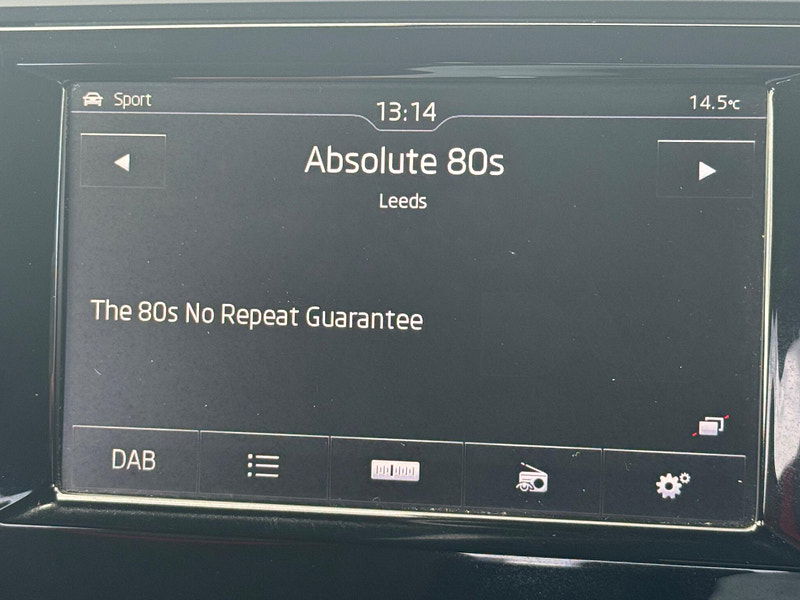 Sport
13:14
14.5°C
Absolute 80s
Leeds
The 80s No Repeat Guarantee
DAB